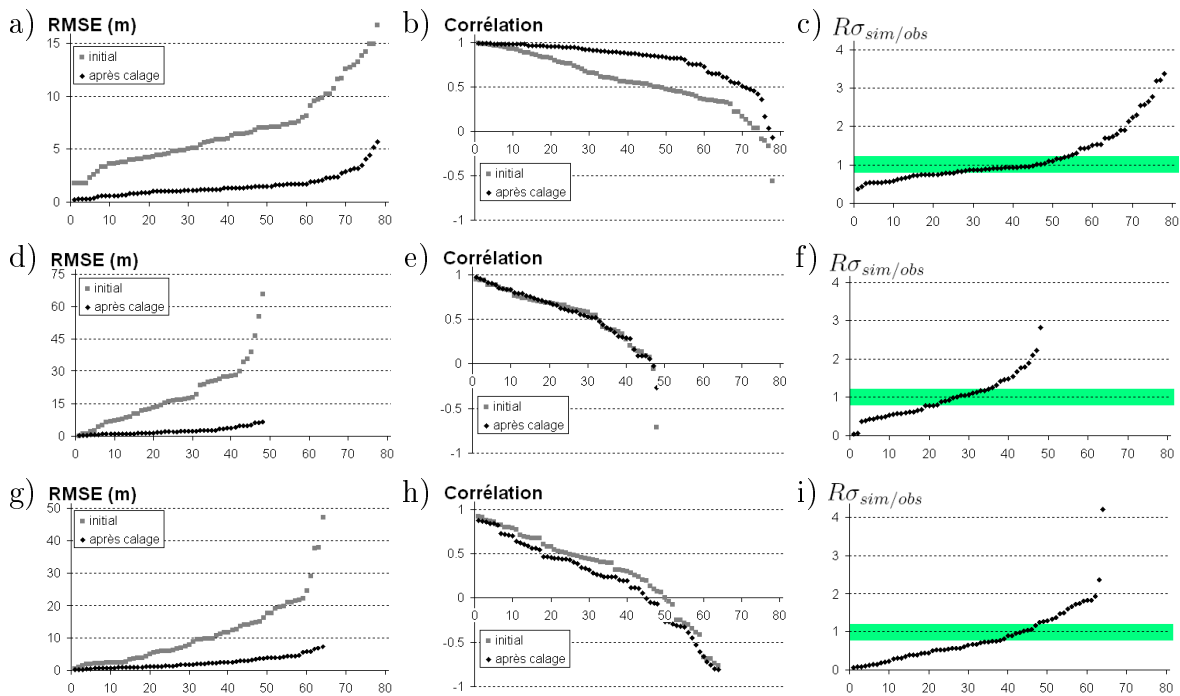 a) RMSE (m)
15
10
5
0
0 10 20 30 40 50 60 70 80
initial
après calage
b) Corrélation
1
0.5
0
-0.5
-1
0 10 20 30 40 50 60 70 80
initial
après calage
c) Rσsim/obs
4
3
2
1
0
0 10 20 30 40 50 60 70 80
d) RMSE (m)
75
60
45
30
15
0
0 10 20 30 40 50 60 70 80
initial
après calage
e) Corrélation
1
0.5
0
-0.5
-1
0 10 20 30 40 50 60 70 80
initial
après calage
f) Rσsim/obs
4
3
2
1
0
0 10 20 30 40 50 60 70 80
g) RMSE (m)
50
40
30
20
10
0
0 10 20 30 40 50 60 70 80
initial
après calage
h) Corrélation
1
0.5
0
-0.5
-1
0 10 20 30 40 50 60 70 80
initial
après calage
i) Rσsim/obs
4
3
2
1
0
0 10 20 30 40 50 60 70 80